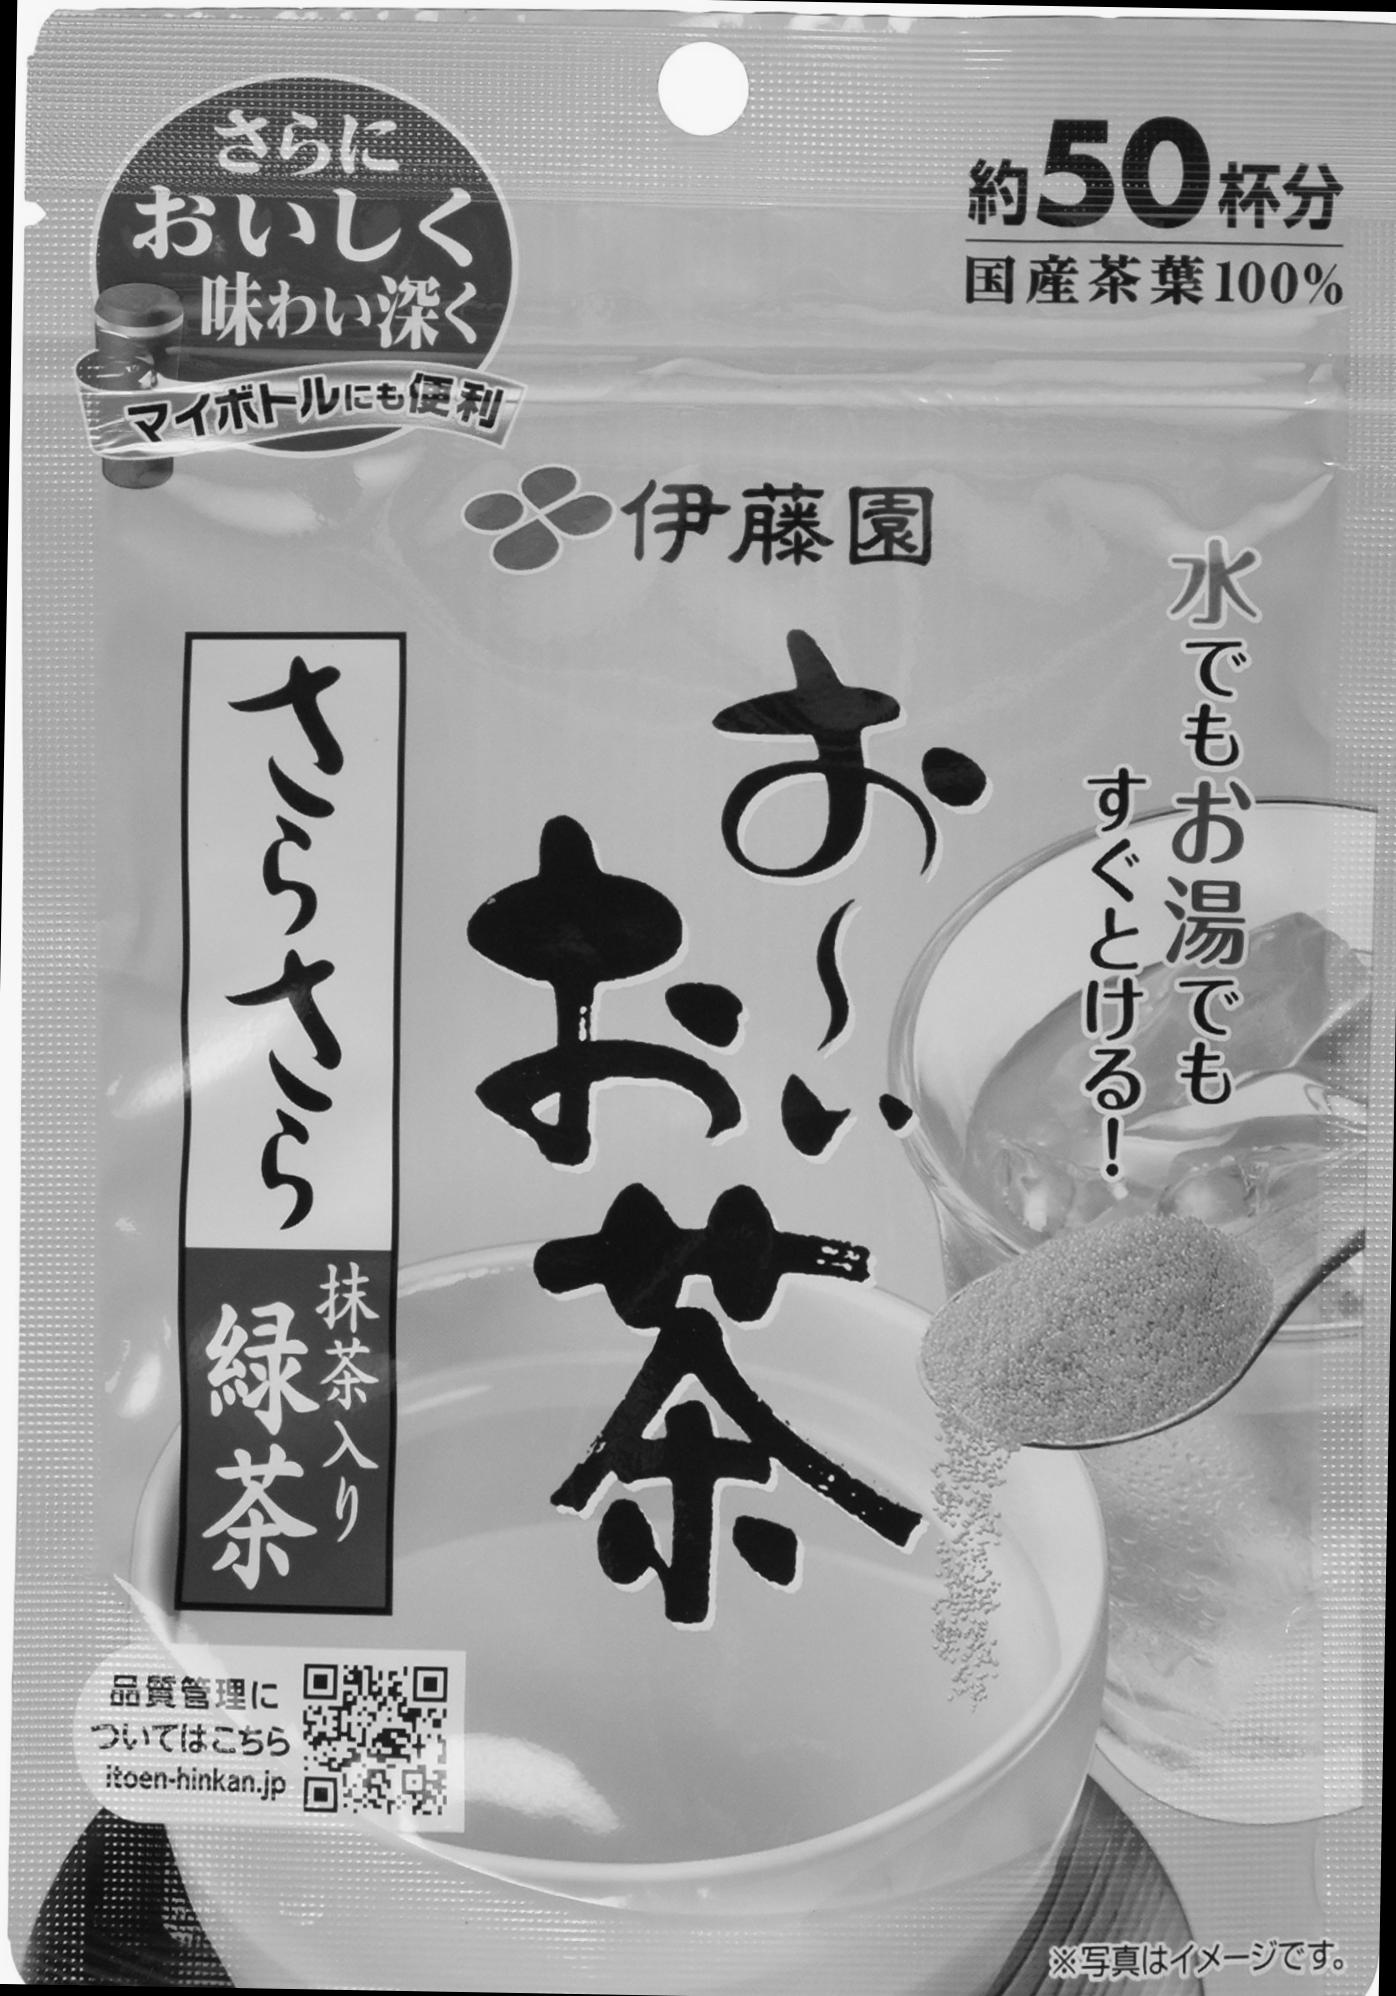 さらに
おいしく
味わい深く
マイボトルにも便利
約50杯分
国産茶葉100%
伊藤園
水でもお湯でも
すぐとける!
お〜い
お茶
さらさら
抹茶入り
緑茶
品質管理に
ついてはこちら
itoen-hinkan.jp
※写真はイメージです。